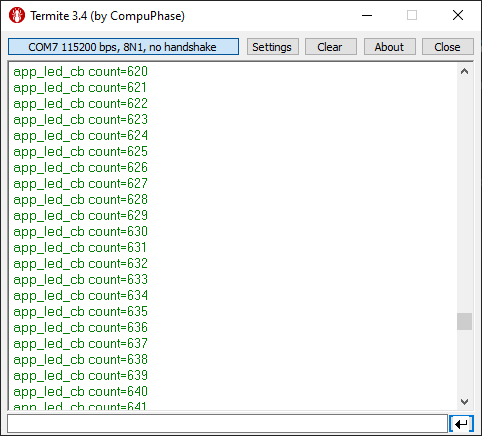 Termite 3.4 (by CompuPhase)
COM7 115200 bps, 8N1, no handshake Settings Clear About Close
app_led_cb count=620
app_led_cb count=621
app_led_cb count=622
app_led_cb count=623
app_led_cb count=624
app_led_cb count=625
app_led_cb count=626
app_led_cb count=627
app_led_cb count=628
app_led_cb count=629
app_led_cb count=630
app_led_cb count=631
app_led_cb count=632
app_led_cb count=633
app_led_cb count=634
app_led_cb count=635
app_led_cb count=636
app_led_cb count=637
app_led_cb count=638
app_led_cb count=639
app_led_cb count=640
app_led_cb count=641